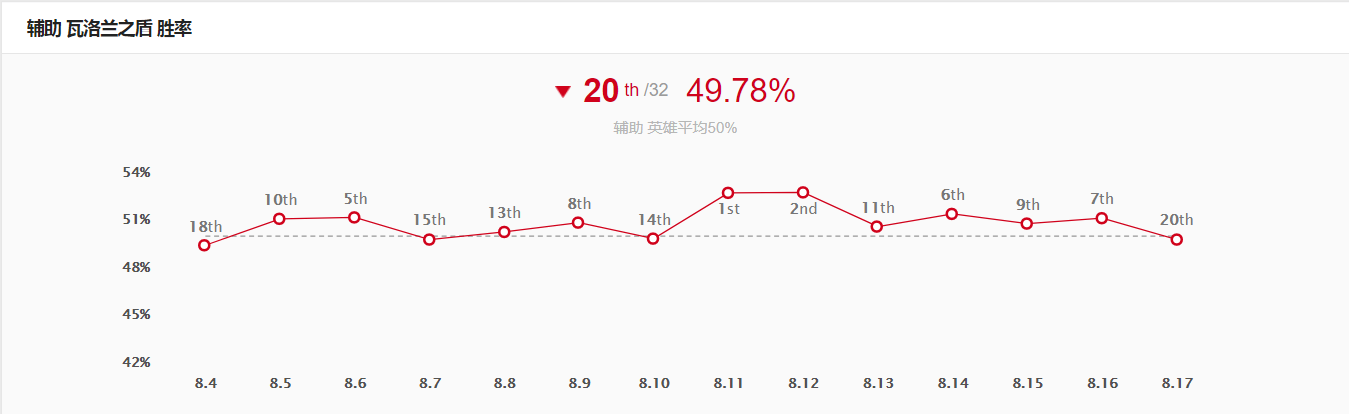 辅助 瓦洛兰之盾 胜率
20 th /32 49.78%
辅助 英雄平均50%
54%
51%
48%
45%
42%
18th
10th
5th
15th
13th
8th
14th
1st
2nd
11th
6th
9th
7th
20th
8.4 8.5 8.6 8.7 8.8 8.9 8.10 8.11 8.12 8.13 8.14 8.15 8.16 8.17